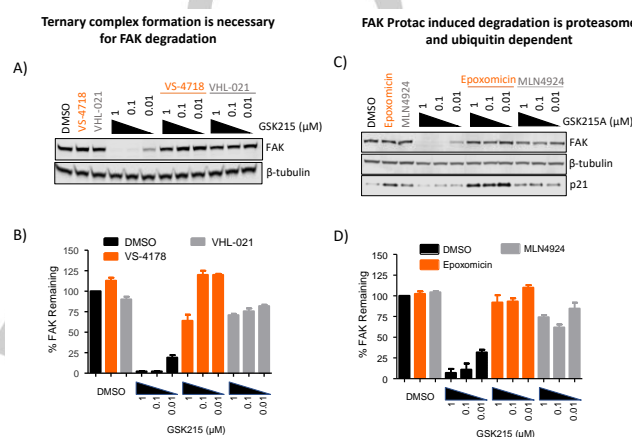 Ternary complex formation is necessary
for FAK degradation
A)
VS-4718 VHL-021
DMSO
VS-4718
VHL-021
1
0.1
0.01
1
0.1
0.01
1
0.1
0.01
GSK215 (μM)
FAK
β-tubulin
B)
DMSO
VHL-021
VS-4178
% FAK Remaining
150
125
100
75
50
25
0
DMSO
1
0.1
0.01
1
0.1
0.01
1
0.1
0.01
GSK215 (μM)
FAK Protac induced degradation is proteasome
and ubiquitin dependent
C)
Epoxomicin MLN4924
DMSO
Epoxomicin
MLN4924
1
0.1
0.01
1
0.1
0.01
1
0.1
0.01
GSK215A (μM)
FAK
β-tubulin
p21
D)
DMSO
MLN4924
Epoxomicin
% FAK Remaining
150
125
100
75
50
25
0
DMSO
1
0.1
0.01
1
0.1
0.01
1
0.1
0.01
GSK215 (μM)